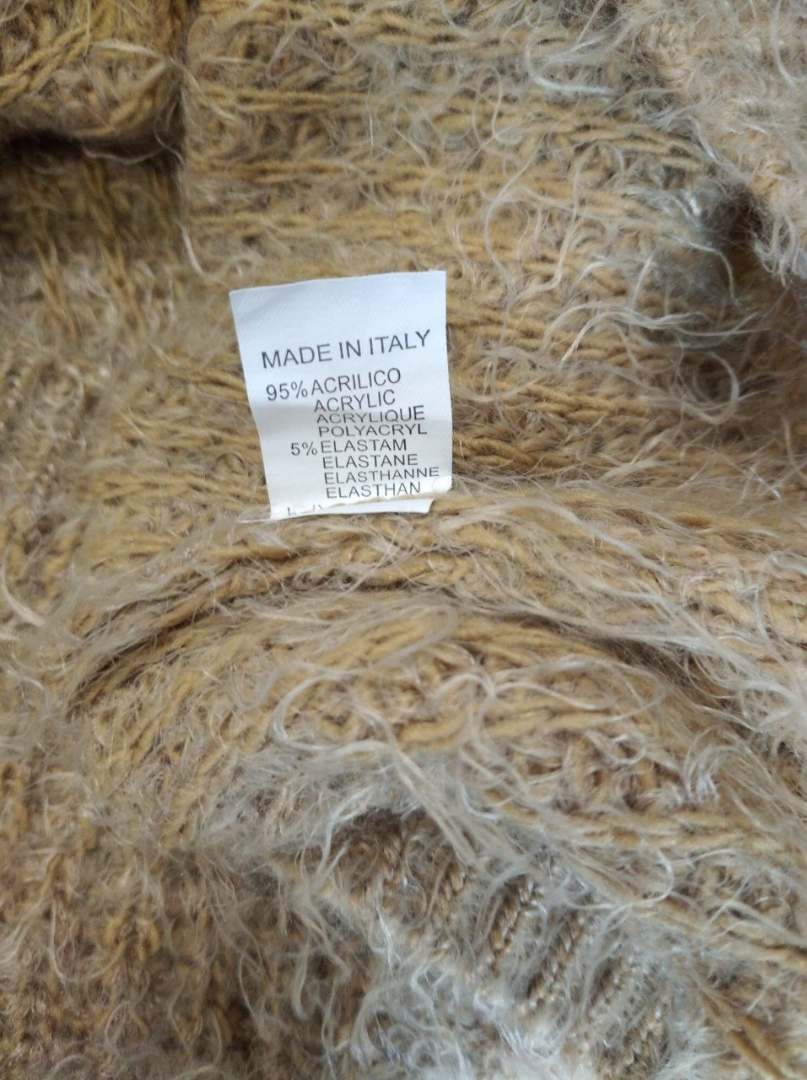 MADE IN ITALY
95% ACRILICO
ACRYLIC
ACRYLIQUE
POLYACRYL
5% ELASTAM
ELASTANE
ELASTHANNE
ELASTHAN